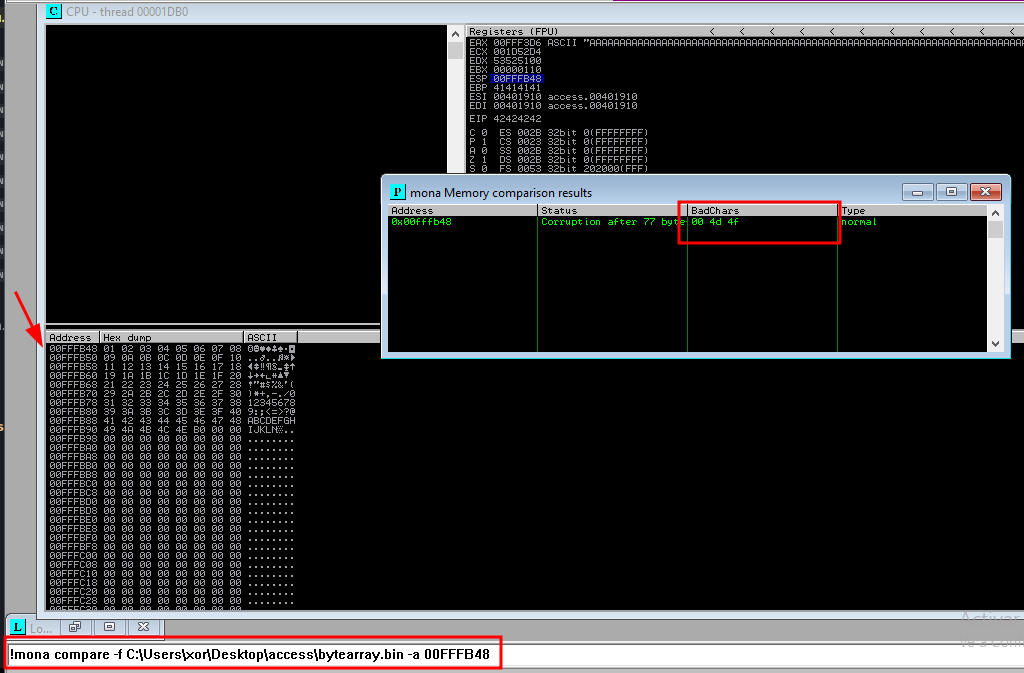 CPU - thread 00001DB0
Registers (FPU)
EAX 00FFF3D6 ASCII "AAAAAAAAAAAAAAAAAAAAAAAAAAAAAAAAAAAAAAAAAAAAAAAAAAAAAAAAAAAAA
ECX 001D52D4
EDX 53525100
EBX 00000110
ESP 00FFFB48
EBP 41414141
ESI 00401910 access.00401910
EDI 00401910 access.00401910
EIP 42424242
C 0 ES 002B 32bit 0(FFFFFFFF)
P 1 CS 0023 32bit 0(FFFFFFFF)
A 0 SS 002B 32bit 0(FFFFFFFF)
Z 1 DS 002B 32bit 0(FFFFFFFF)
S 0 FS 0053 32bit 202000(FFF)
mona Memory comparison results
Address Status BadChars Type
0x00fffb48 Corruption after 77 byte 00 4d 4f normal
Address Hex dump ASCII
00FFFB48 01 02 03 04 05 06 07 08
00FFFB50 09 0A 0B 0C 0D 0E 0F 10
00FFFB58 11 12 13 14 15 16 17 18
00FFFB60 19 1A 1B 1C 1D 1E 1F 20
00FFFB68 21 22 23 24 25 26 27 28 !"#$%&'(
00FFFB70 29 2A 2B 2C 2D 2E 2F 30 )*+,-./0
00FFFB78 31 32 33 34 35 36 37 38 12345678
00FFFB80 39 3A 3B 3C 3D 3E 3F 40 9:;<=>?@
00FFFB88 41 42 43 44 45 46 47 48 ABCDEFGH
00FFFB90 49 4A 4B 4C 4E B0 00 00 IJKLN░..
00FFFB98 00 00 00 00 00 00 00 00 ........
00FFFBA0 00 00 00 00 00 00 00 00 ........
00FFFBA8 00 00 00 00 00 00 00 00 ........
00FFFBB0 00 00 00 00 00 00 00 00 ........
00FFFBB8 00 00 00 00 00 00 00 00 ........
00FFFBC0 00 00 00 00 00 00 00 00 ........
00FFFBC8 00 00 00 00 00 00 00 00 ........
00FFFBD0 00 00 00 00 00 00 00 00 ........
00FFFBD8 00 00 00 00 00 00 00 00 ........
00FFFBE0 00 00 00 00 00 00 00 00 ........
00FFFBE8 00 00 00 00 00 00 00 00 ........
00FFFBF0 00 00 00 00 00 00 00 00 ........
00FFFBF8 00 00 00 00 00 00 00 00 ........
00FFFC00 00 00 00 00 00 00 00 00 ........
00FFFC08 00 00 00 00 00 00 00 00 ........
00FFFC10 00 00 00 00 00 00 00 00 ........
00FFFC18 00 00 00 00 00 00 00 00 ........
00FFFC20 00 00 00 00 00 00 00 00 ........
00FFFC28 00 00 00 00 00 00 00 00 ........
Lo...
!mona compare -f C:\Users\xor\Desktop\access\bytearray.bin -a 00FFFB48